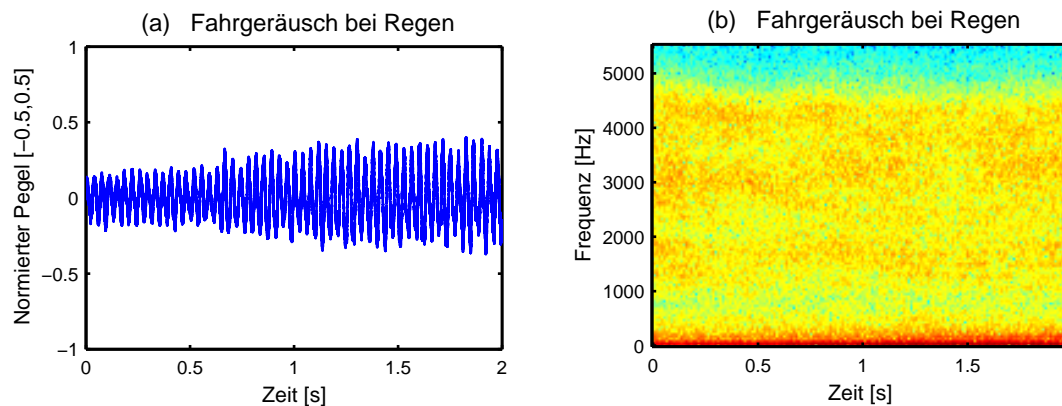 (a) Fahrgeräusch bei Regen
1
0.5
0
−0.5
−1
Normierter Pegel [−0.5,0.5]
0 0.5 1 1.5 2
Zeit [s]
(b) Fahrgeräusch bei Regen
5000
4000
3000
2000
1000
0
Frequenz [Hz]
0 0.5 1 1.5
Zeit [s]